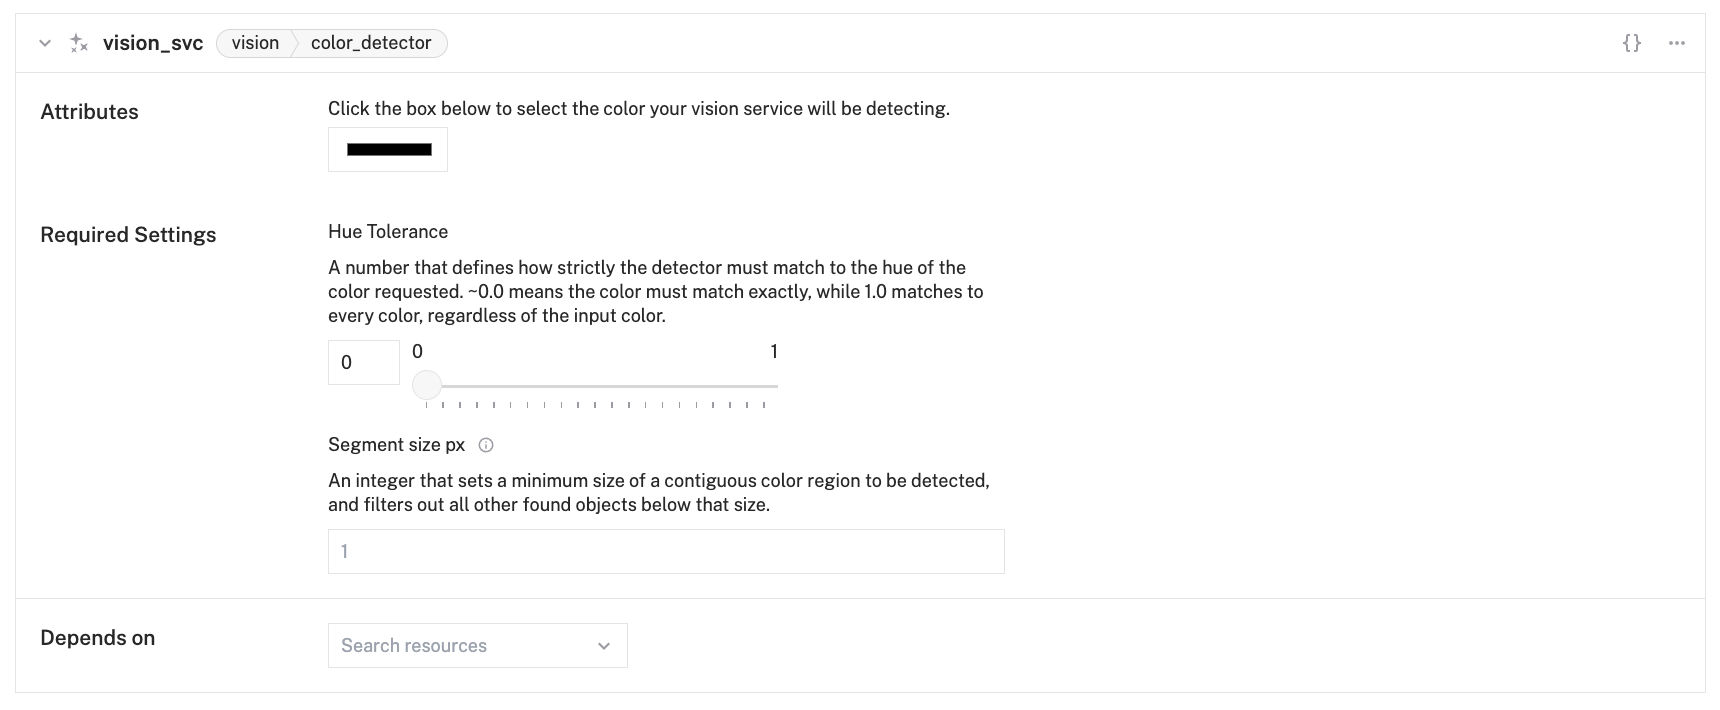 vision_svc vision color_detector {} ...
Attributes
Click the box below to select the color your vision service will be detecting.
Required Settings
Hue Tolerance
A number that defines how strictly the detector must match to the hue of the
color requested. ~0.0 means the color must match exactly, while 1.0 matches to
every color, regardless of the input color.
0 0 1
Segment size px
An integer that sets a minimum size of a contiguous color region to be detected,
and filters out all other found objects below that size.
1
Depends on
Search resources